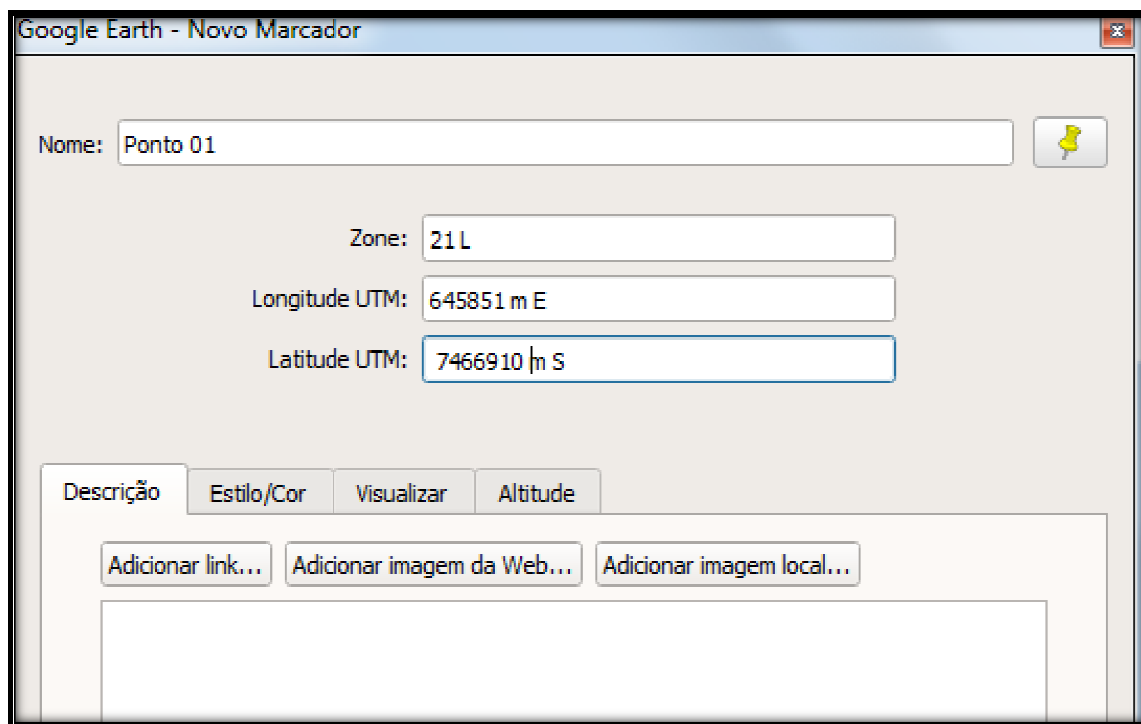 Google Earth - Novo Marcador
Nome: Ponto 01
Zone: 21 L
Longitude UTM: 645851 m E
Latitude UTM: 7466910 m S
Descrição Estilo/Cor Visualizar Altitude
Adicionar link... Adicionar imagem da Web... Adicionar imagem local...